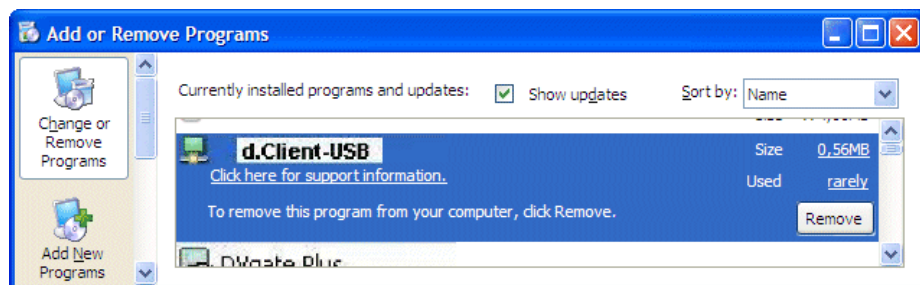 Add or Remove Programs
Change or
Remove
Programs
Add New
Programs
Currently installed programs and updates:
Show updates
Sort by: Name
d.Client-USB
Size 0,56MB
Click here for support information.
Used rarely
To remove this program from your computer, click Remove.
Remove
DVgate Plus